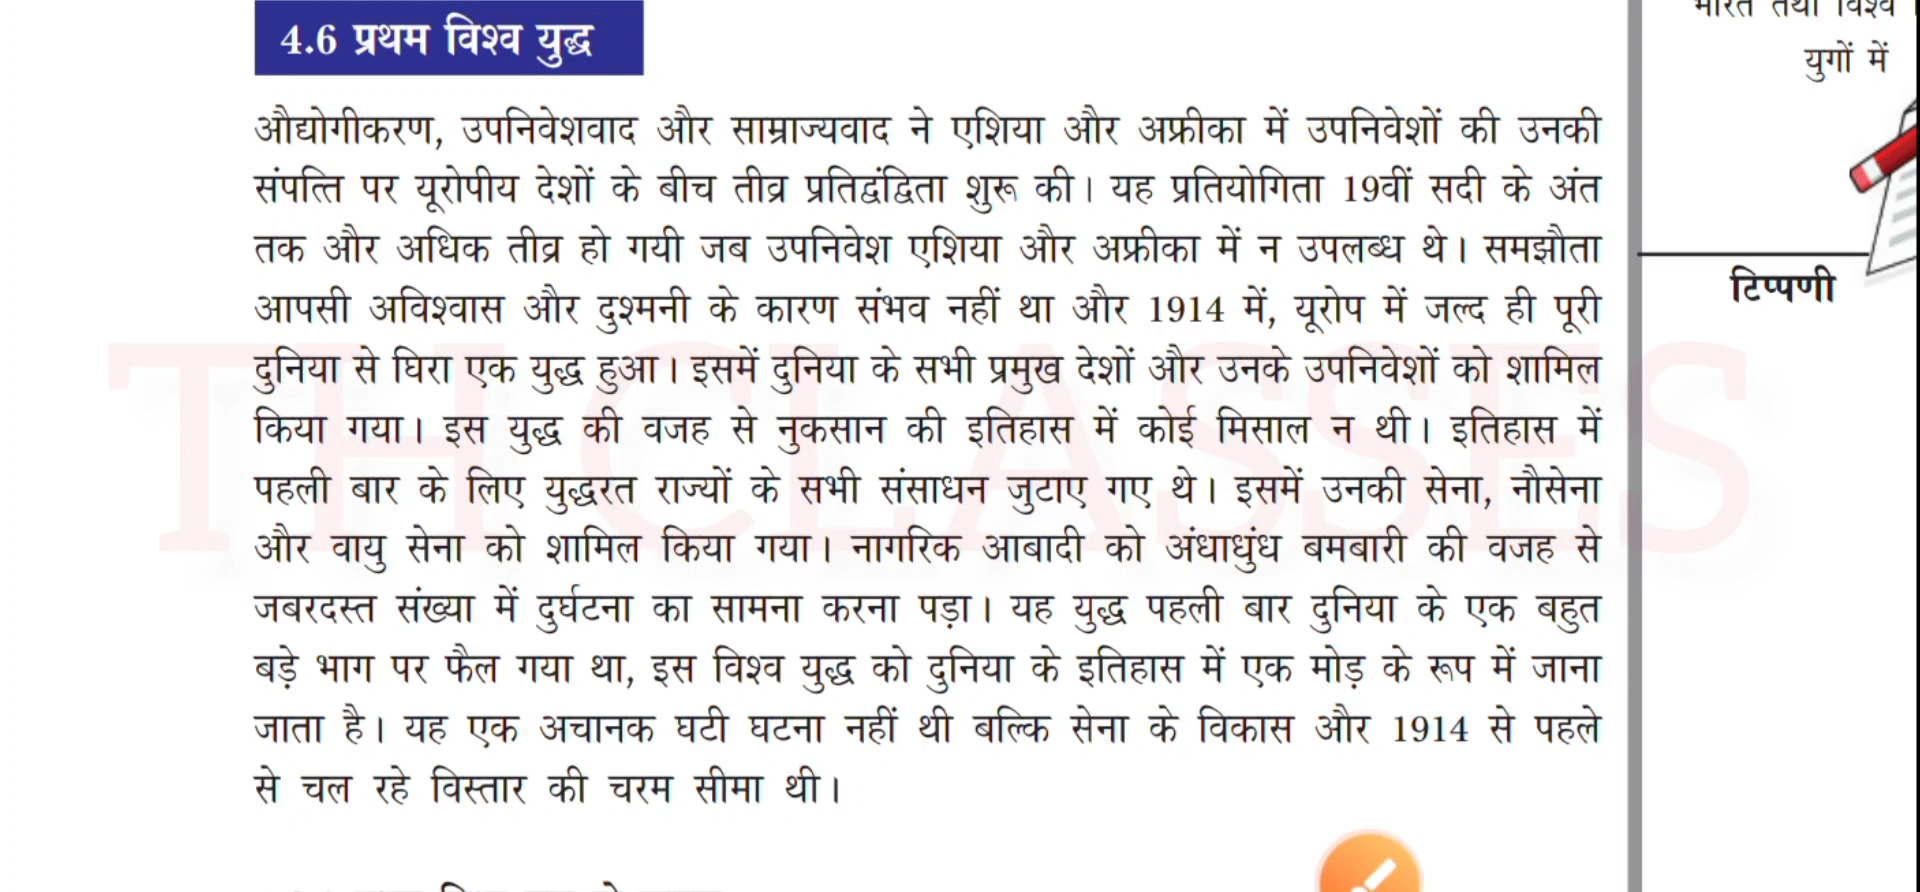 4.6 प्रथम विश्व युद्ध
औद्योगीकरण, उपनिवेशवाद और साम्राज्यवाद ने एशिया और अफ्रीका में उपनिवेशों की उनकी
संपत्ति पर यूरोपीय देशों के बीच तीव्र प्रतिद्वंद्विता शुरू की। यह प्रतियोगिता 19वीं सदी के अंत
तक और अधिक तीव्र हो गयी जब उपनिवेश एशिया और अफ्रीका में न उपलब्ध थे। समझौता
आपसी अविश्वास और दुश्मनी के कारण संभव नहीं था और 1914 में, यूरोप में जल्द ही पूरी
दुनिया से घिरा एक युद्ध हुआ। इसमें दुनिया के सभी प्रमुख देशों और उनके उपनिवेशों को शामिल
किया गया। इस युद्ध की वजह से नुकसान की इतिहास में कोई मिसाल न थी। इतिहास में
पहली बार के लिए युद्धरत राज्यों के सभी संसाधन जुटाए गए थे। इसमें उनकी सेना, नौसेना
और वायु सेना को शामिल किया गया। नागरिक आबादी को अंधाधुंध बमबारी की वजह से
जबरदस्त संख्या में दुर्घटना का सामना करना पड़ा। यह युद्ध पहली बार दुनिया के एक बहुत
बड़े भाग पर फैल गया था, इस विश्व युद्ध को दुनिया के इतिहास में एक मोड़ के रूप में जाना
जाता है। यह एक अचानक घटी घटना नहीं थी बल्कि सेना के विकास और 1914 से पहले
से चल रहे विस्तार की चरम सीमा थी।
भारत तथा विश्व
युगों में
टिप्पणी
TH CLASSES